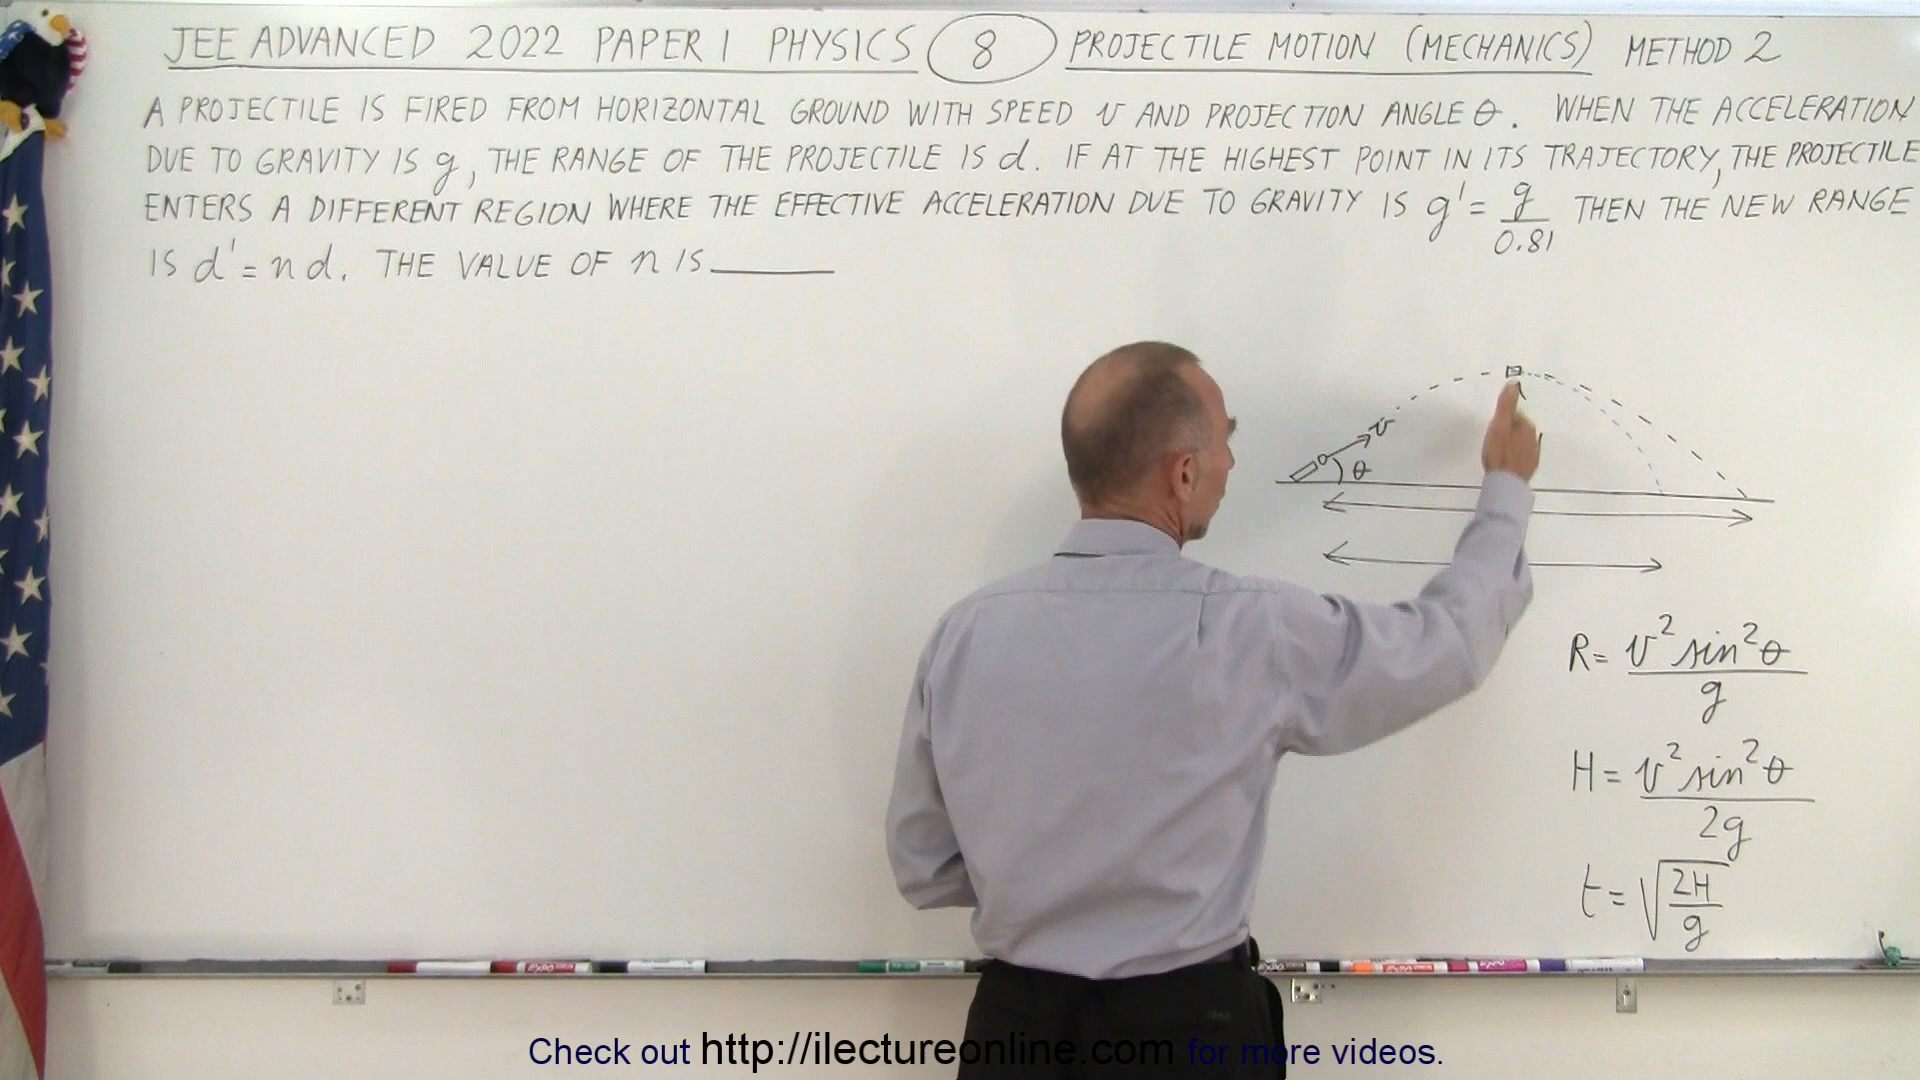 JEE ADVANCED 2022 PAPER 1 PHYSICS 8 PROJECTILE MOTION (MECHANICS) METHOD 2
A PROJECTILE IS FIRED FROM HORIZONTAL GROUND WITH SPEED v AND PROJECTION ANGLE θ. WHEN THE ACCELERATION
DUE TO GRAVITY IS g, THE RANGE OF THE PROJECTILE IS d. IF AT THE HIGHEST POINT IN ITS TRAJECTORY, THE PROJECTILE
ENTERS A DIFFERENT REGION WHERE THE EFFECTIVE ACCELERATION DUE TO GRAVITY IS g' = g/0.81 THEN THE NEW RANGE
IS d' = nd. THE VALUE OF n IS ______
v
θ
R = v² sin²θ / g
H = v² sin²θ / 2g
t = √(2H/g)
Check out http://ilectureonline.com for more videos.